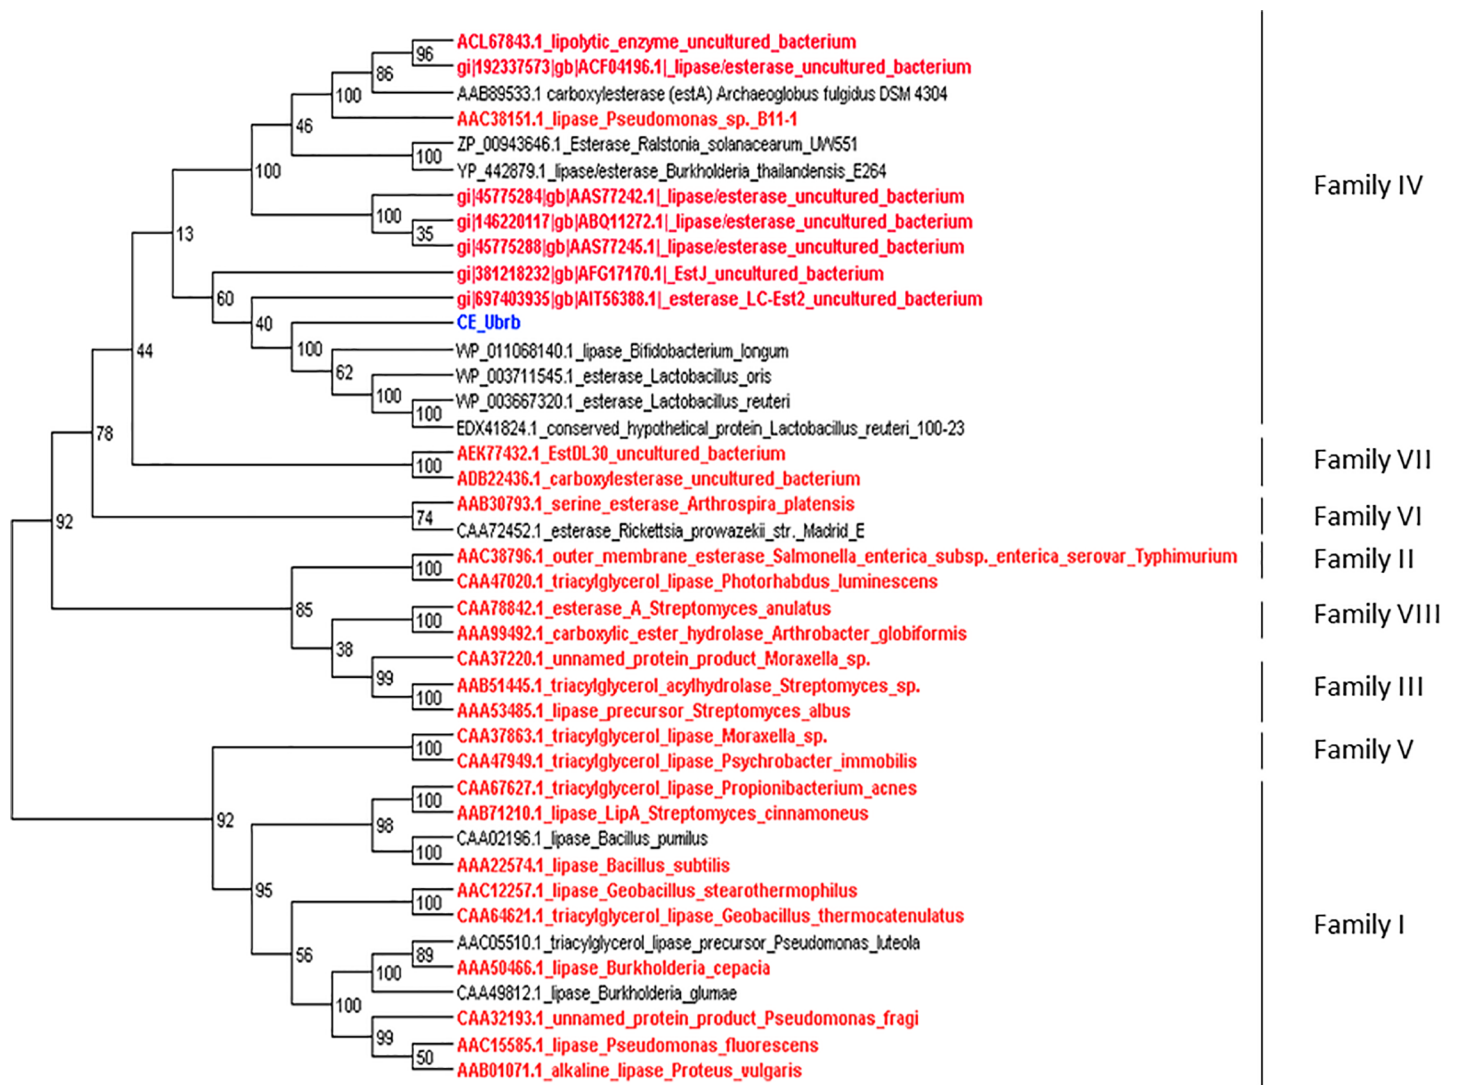 ACL67843.1_lipolytic_enzyme_uncultured_bacterium
96
gi|192337573|gb|ACF04196.1|_lipase/esterase_uncultured_bacterium
86
AAB89533.1 carboxylesterase (estA) Archaeoglobus fulgidus DSM 4304
100
AAC38151.1_lipase_Pseudomonas_sp._B11-1
46
ZP_00943646.1_Esterase_Ralstonia_solanacearum_UW551
100
YP_442879.1_lipase/esterase_Burkholderia_thailandensis_E264
100
Family IV
gi|45775284|gb|AAS77242.1|_lipase/esterase_uncultured_bacterium
100
gi|146220117|gb|ABQ11272.1|_lipase/esterase_uncultured_bacterium
35
13
gi|45775288|gb|AAS77245.1|_lipase/esterase_uncultured_bacterium
gi|381218232|gb|AFG17170.1|_EstJ_uncultured_bacterium
60
gi|697403935|gb|AIT56388.1|_esterase_LC-Est2_uncultured_bacterium
40
CE_Ubrb
100
44
WP_011068140.1_lipase_Bifidobacterium_longum
62
WP_003711545.1_esterase_Lactobacillus_oris
100
WP_003667320.1_esterase_Lactobacillus_reuteri
100
EDX41824.1_conserved_hypothetical_protein_Lactobacillus_reuteri_100-23
78
AEK77432.1_EstDL30_uncultured_bacterium
100
Family VII
ADB22436.1_carboxylesterase_uncultured_bacterium
AAB30793.1_serine_esterase_Arthrospira_platensis
74
Family VI
92
CAA72452.1_esterase_Rickettsia_prowazekii_str._Madrid_E
AAC38796.1_outer_membrane_esterase_Salmonella_enterica_subsp._enterica_serovar_Typhimurium
100
Family II
CAA47020.1_triacylglycerol_lipase_Photorhabdus_luminescens
85
CAA78842.1_esterase_A_Streptomyces_anulatus
100
Family VIII
AAA99492.1_carboxylic_ester_hydrolase_Arthrobacter_globiformis
38
CAA37220.1_unnamed_protein_product_Moraxella_sp.
99
AAB51445.1_triacylglycerol_acylhydrolase_Streptomyces_sp.
100
Family III
AAA53485.1_lipase_precursor_Streptomyces_albus
CAA37863.1_triacylglycerol_lipase_Moraxella_sp.
100
Family V
CAA47949.1_triacylglycerol_lipase_Psychrobacter_immobilis
CAA67627.1_triacylglycerol_lipase_Propionibacterium_acnes
100
AAB71210.1_lipase_LipA_Streptomyces_cinnamoneus
92
98
CAA02196.1_lipase_Bacillus_pumilus
100
AAA22574.1_lipase_Bacillus_subtilis
95
AAC12257.1_lipase_Geobacillus_stearothermophilus
100
CAA64621.1_triacylglycerol_lipase_Geobacillus_thermocatenulatus
Family I
AAC05510.1_triacylglycerol_lipase_precursor_Pseudomonas_luteola
56
89
AAA50466.1_lipase_Burkholderia_cepacia
100
CAA49812.1_lipase_Burkholderia_glumae
100
CAA32193.1_unnamed_protein_product_Pseudomonas_fragi
99
AAC15585.1_lipase_Pseudomonas_fluorescens
50
AAB01071.1_alkaline_lipase_Proteus_vulgaris